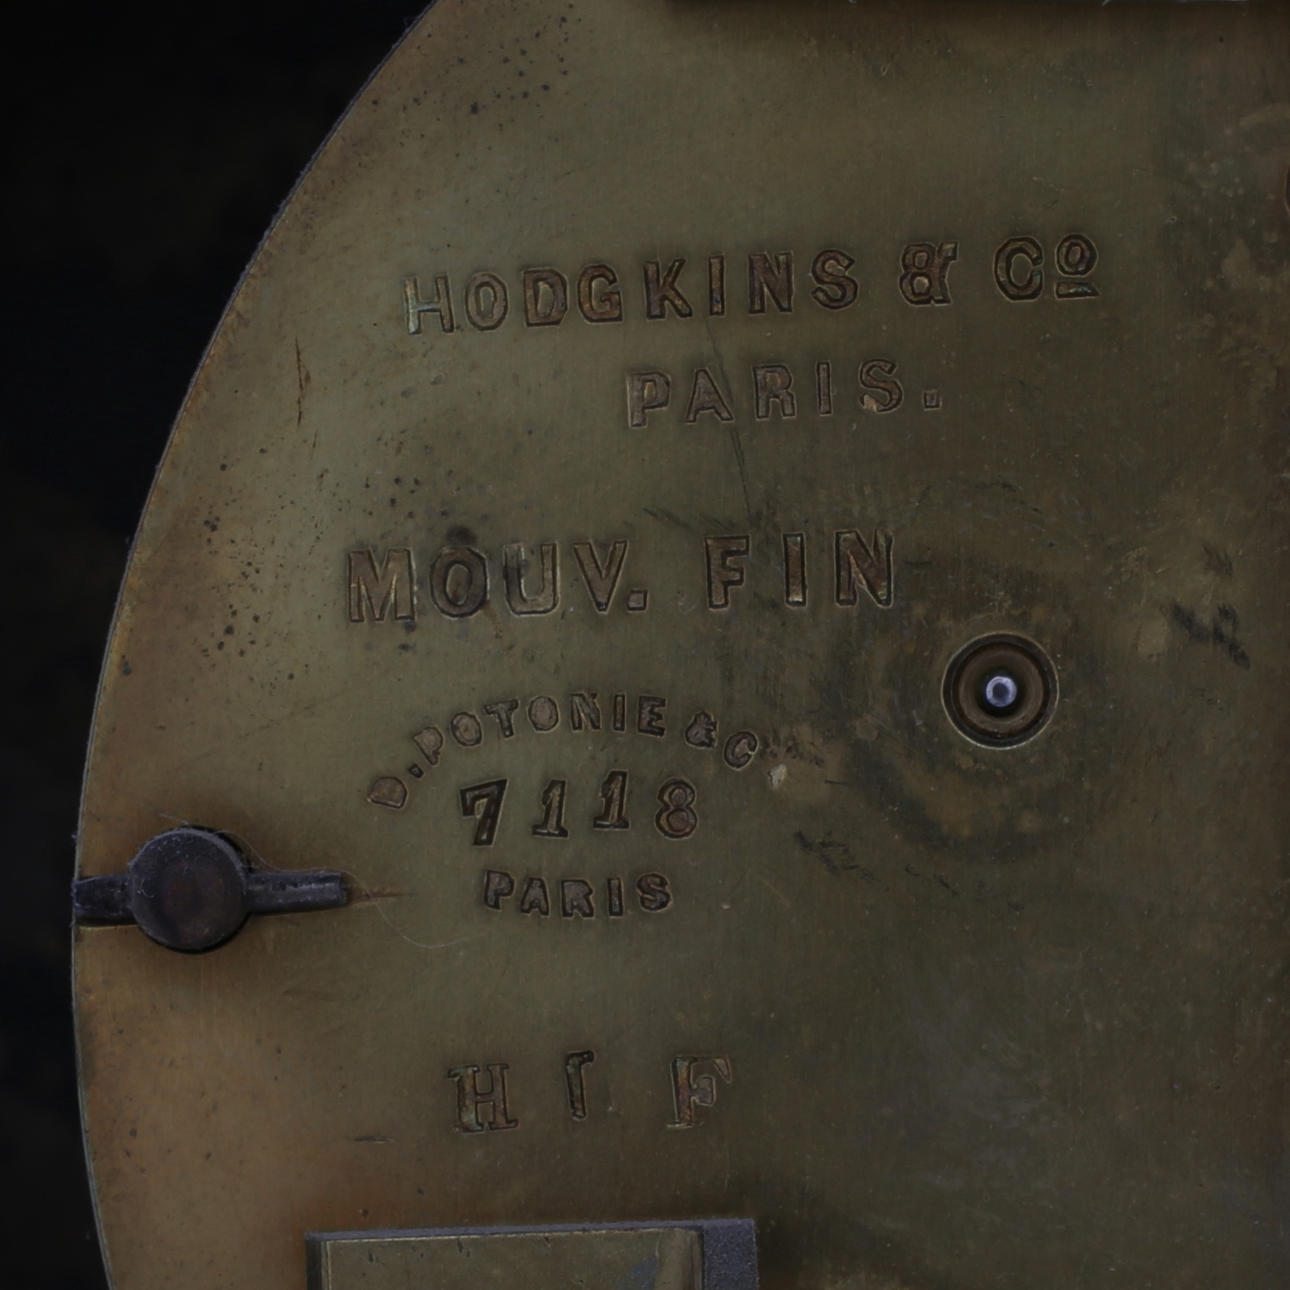 HODGKINS & Cº
PARIS.
MOUV. FIN
D. POTONIE & C
7118
PARIS
H F